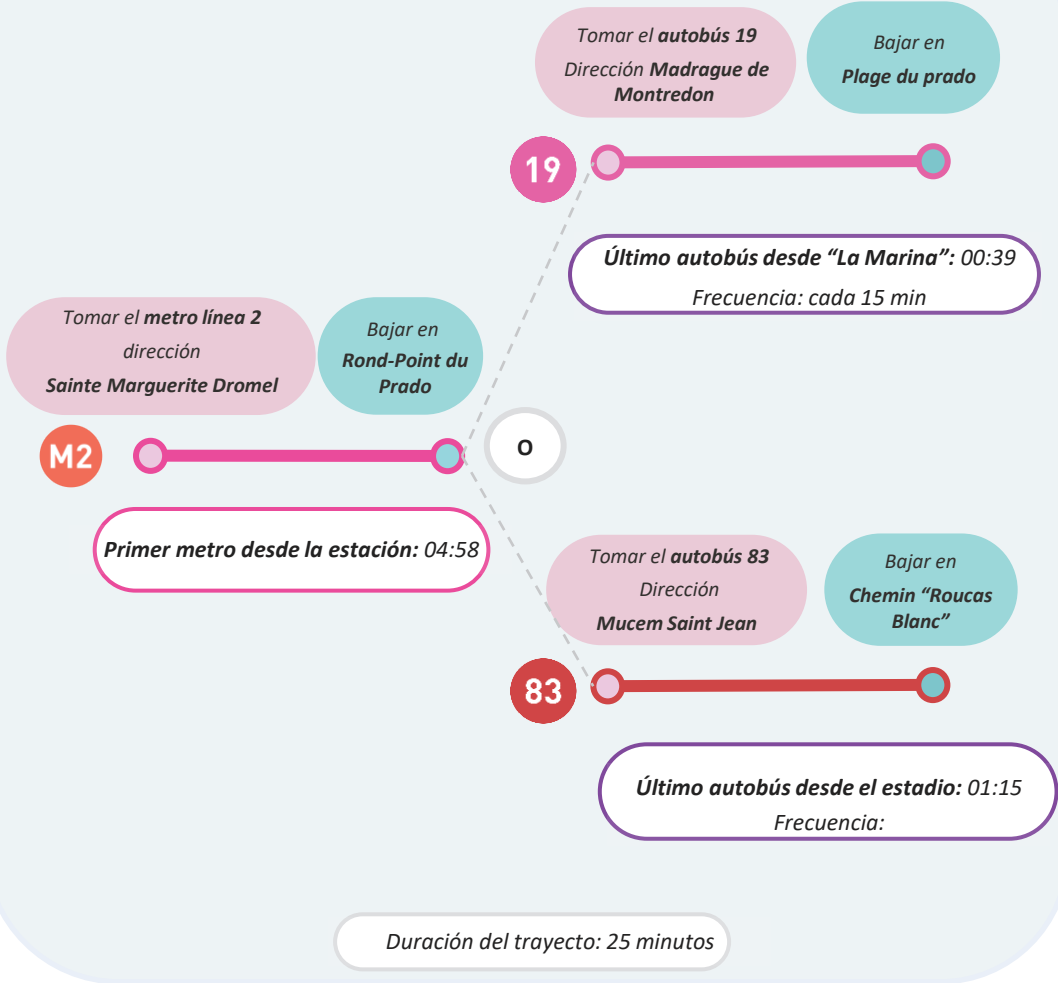 Tomar el autobús 19
Dirección Madrague de
Montredon
Bajar en
Plage du prado
19
Último autobús desde “La Marina”: 00:39
Frecuencia: cada 15 min
Tomar el metro línea 2
dirección
Sainte Marguerite Dromel
Bajar en
Rond-Point du
Prado
M2
O
Primer metro desde la estación: 04:58
Tomar el autobús 83
Dirección
Mucem Saint Jean
Bajar en
Chemin “Roucas
Blanc”
83
Último autobús desde el estadio: 01:15
Frecuencia:
Duración del trayecto: 25 minutos